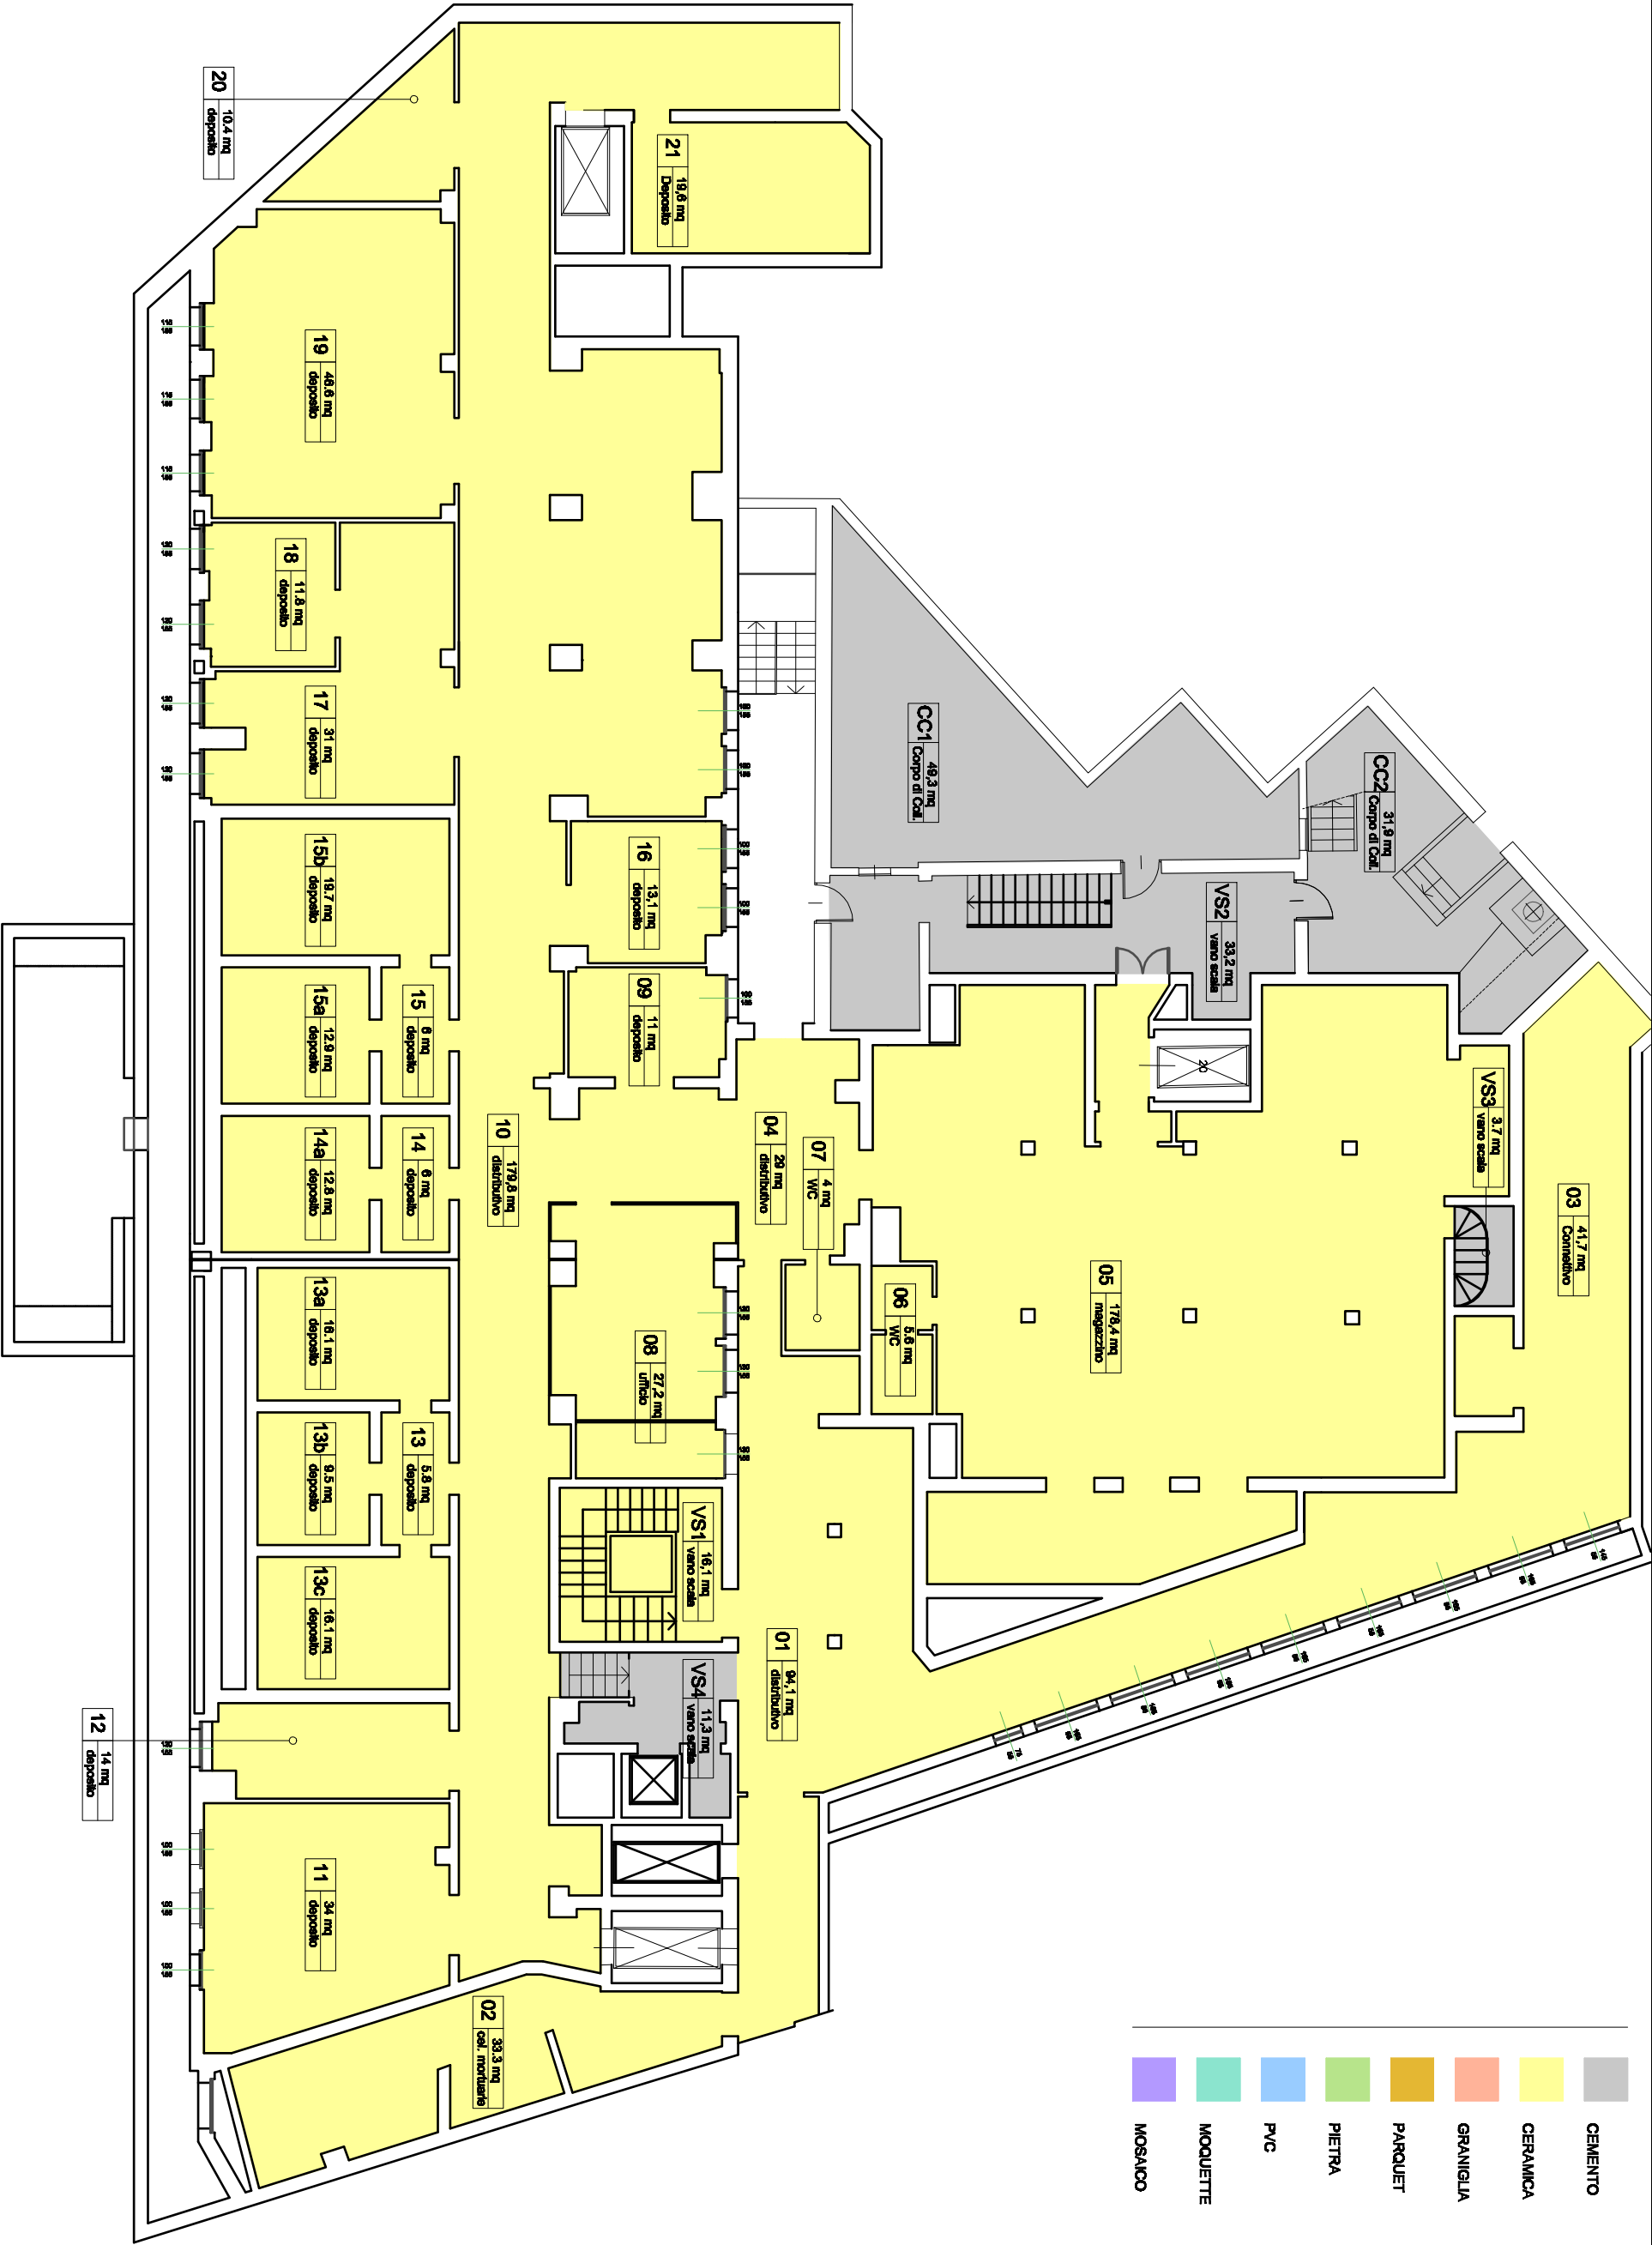 20
10.4 mq
deposito
21
19,6 mq
Deposito
19
46.6 mq
deposito
18
11.8 mq
deposito
17
31 mq
deposito
CC1
49,3 mq
Corpo di Coll.
CC2
31,9 mq
Corpo di Coll.
VS2
33,2 mq
vano scala
15b
19.7 mq
deposito
16
13,1 mq
deposito
15a
12.9 mq
deposito
15
6 mq
deposito
09
11 mq
deposito
20
VS3
3.7 mq
vano scala
14a
12.8 mq
deposito
14
6 mq
deposito
10
179,8 mq
distributivo
04
29 mq
distributivo
07
4 mq
WC
03
41,7 mq
Connettivo
13a
16.1 mq
deposito
08
27,2 mq
ufficio
06
5.6 mq
WC
05
178,4 mq
magazzino
13b
9.5 mq
deposito
13
5.8 mq
deposito
VS1
16,1 mq
vano scala
13c
16.1 mq
deposito
VS4
11,3 mq
vano scala
01
94,1 mq
distributivo
12
14 mq
deposito
11
34 mq
deposito
02
33.3 mq
cel. mortuarie
CEMENTO
CERAMICA
GRANIGLIA
PARQUET
PIETRA
PVC
MOQUETTE
MOSAICO